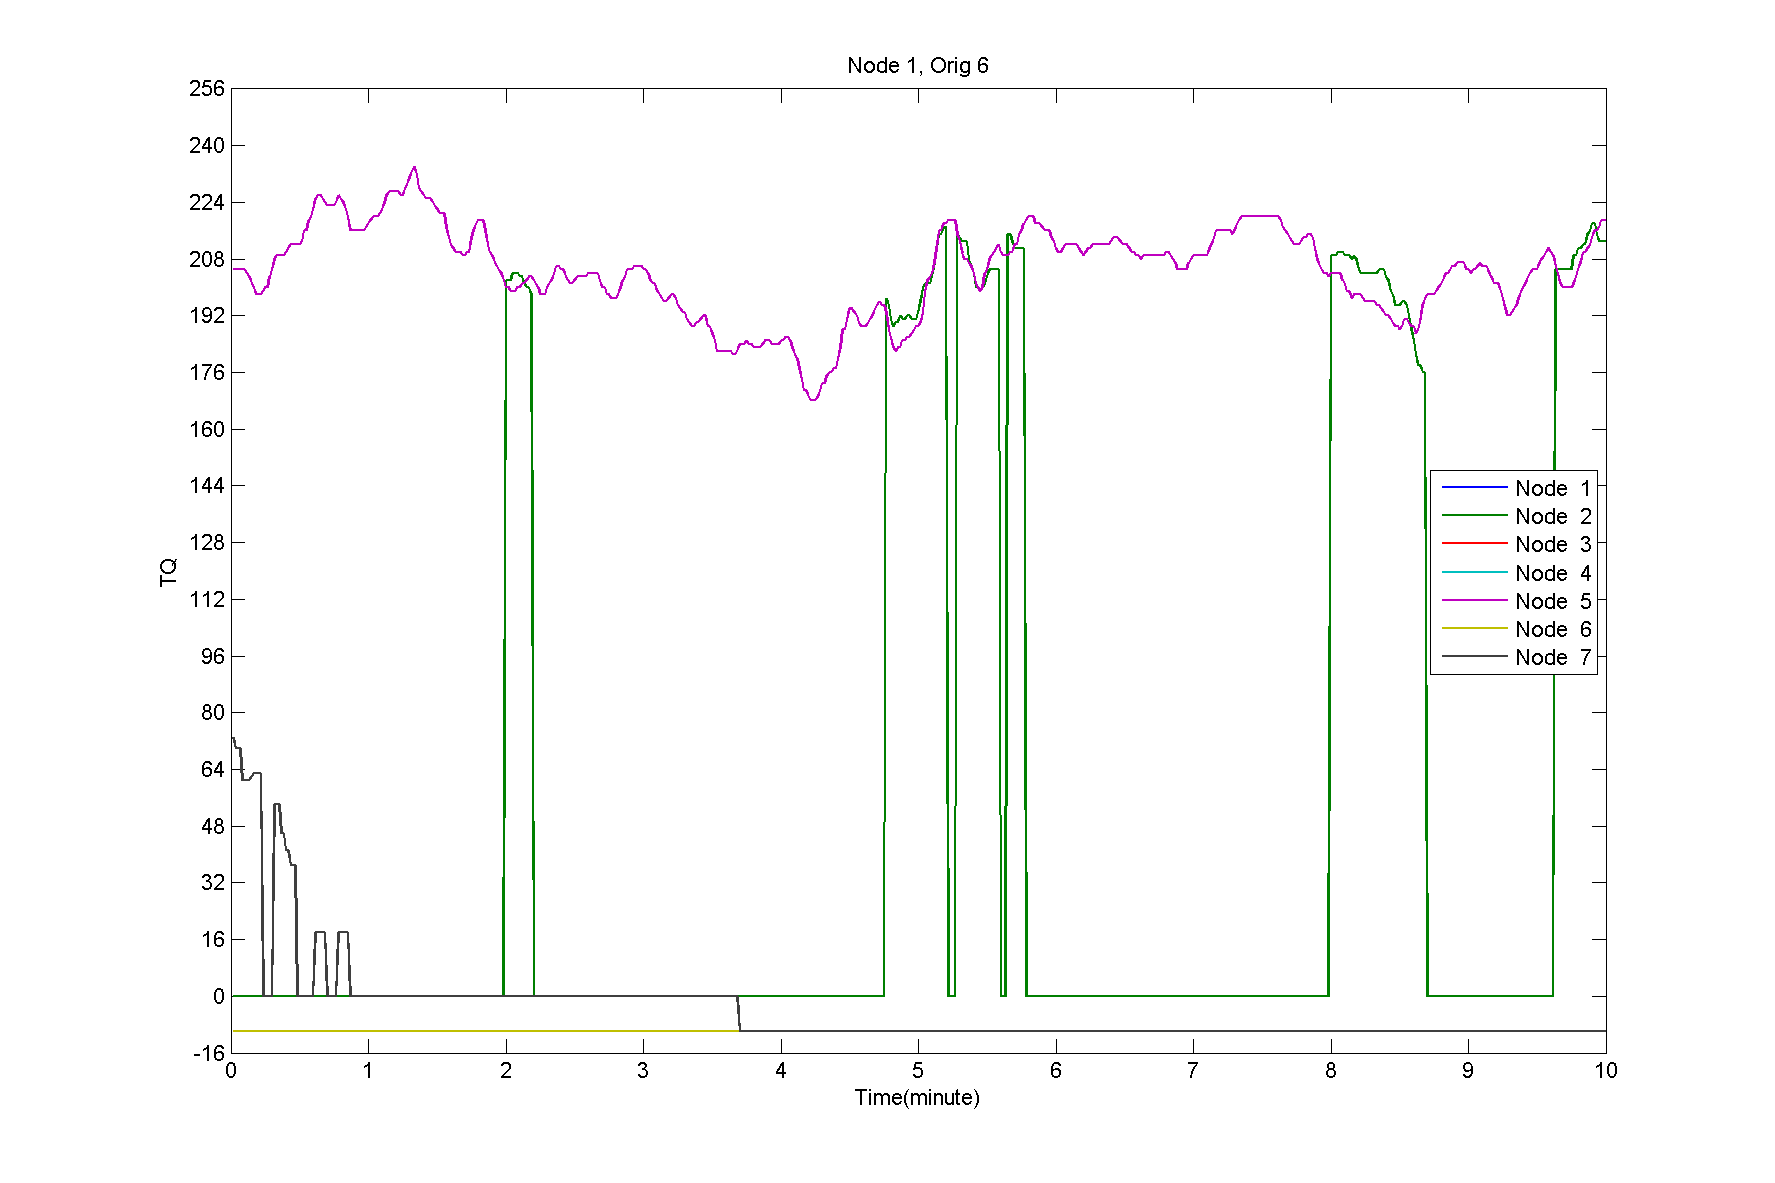 Node 1, Orig 6
256
240
224
208
192
176
160
144
128
112
96
80
64
48
32
16
0
-16
TQ
Node 1
Node 2
Node 3
Node 4
Node 5
Node 6
Node 7
0 1 2 3 4 5 6 7 8 9 10
Time(minute)